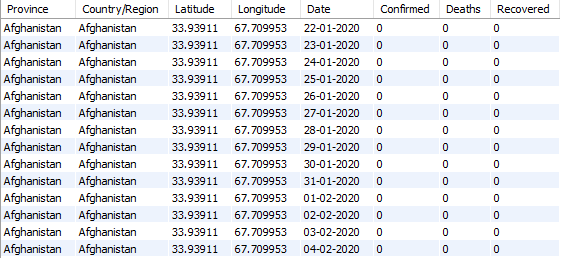 Province Country/Region Latitude Longitude Date Confirmed Deaths Recovered
Afghanistan Afghanistan 33.93911 67.709953 22-01-2020 0 0 0
Afghanistan Afghanistan 33.93911 67.709953 23-01-2020 0 0 0
Afghanistan Afghanistan 33.93911 67.709953 24-01-2020 0 0 0
Afghanistan Afghanistan 33.93911 67.709953 25-01-2020 0 0 0
Afghanistan Afghanistan 33.93911 67.709953 26-01-2020 0 0 0
Afghanistan Afghanistan 33.93911 67.709953 27-01-2020 0 0 0
Afghanistan Afghanistan 33.93911 67.709953 28-01-2020 0 0 0
Afghanistan Afghanistan 33.93911 67.709953 29-01-2020 0 0 0
Afghanistan Afghanistan 33.93911 67.709953 30-01-2020 0 0 0
Afghanistan Afghanistan 33.93911 67.709953 31-01-2020 0 0 0
Afghanistan Afghanistan 33.93911 67.709953 01-02-2020 0 0 0
Afghanistan Afghanistan 33.93911 67.709953 02-02-2020 0 0 0
Afghanistan Afghanistan 33.93911 67.709953 03-02-2020 0 0 0
Afghanistan Afghanistan 33.93911 67.709953 04-02-2020 0 0 0